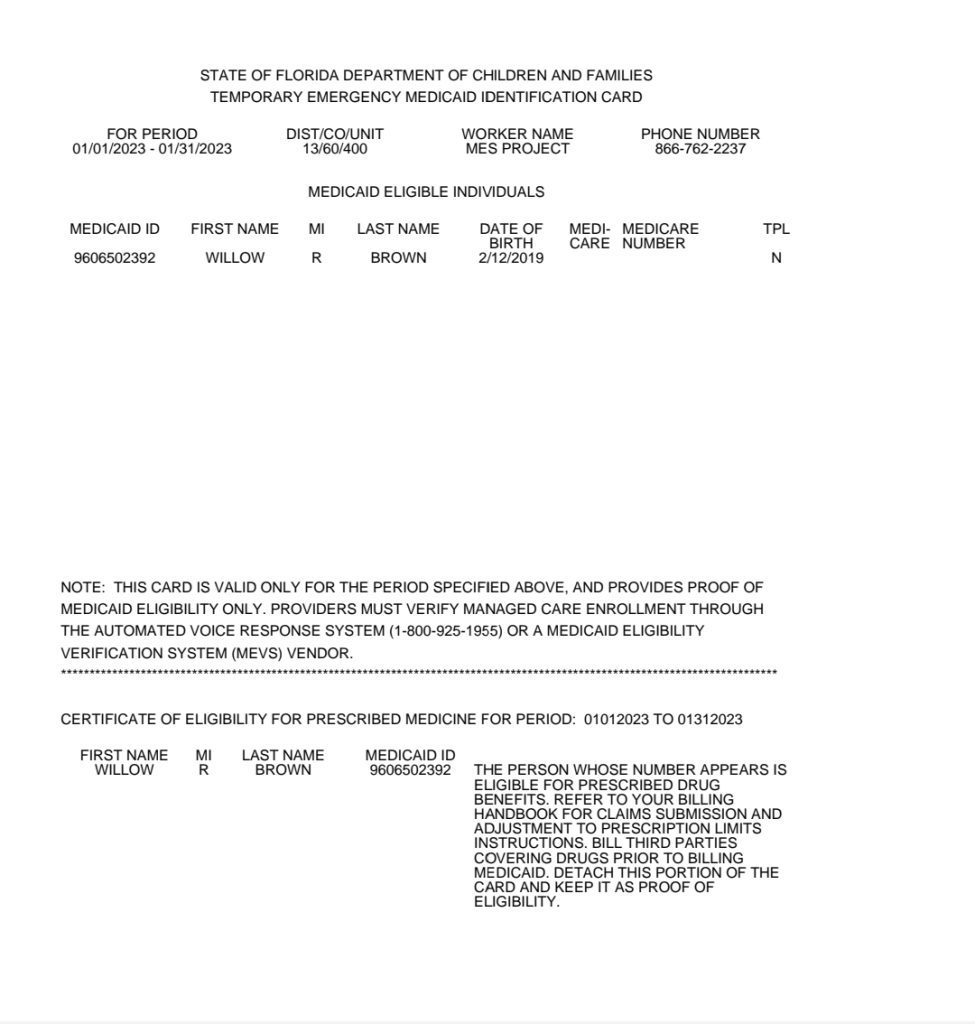 STATE OF FLORIDA DEPARTMENT OF CHILDREN AND FAMILIES
TEMPORARY EMERGENCY MEDICAID IDENTIFICATION CARD
FOR PERIOD DIST/CO/UNIT WORKER NAME PHONE NUMBER
01/01/2023 - 01/31/2023 13/60/400 MES PROJECT 866-762-2237
MEDICAID ELIGIBLE INDIVIDUALS
MEDICAID ID FIRST NAME MI LAST NAME DATE OF MEDI- MEDICARE TPL
BIRTH CARE NUMBER
9606502392 WILLOW R BROWN 2/12/2019 N
NOTE: THIS CARD IS VALID ONLY FOR THE PERIOD SPECIFIED ABOVE, AND PROVIDES PROOF OF
MEDICAID ELIGIBILITY ONLY. PROVIDERS MUST VERIFY MANAGED CARE ENROLLMENT THROUGH
THE AUTOMATED VOICE RESPONSE SYSTEM (1-800-925-1955) OR A MEDICAID ELIGIBILITY
VERIFICATION SYSTEM (MEVS) VENDOR.
******************************************************************************************************************************
CERTIFICATE OF ELIGIBILITY FOR PRESCRIBED MEDICINE FOR PERIOD: 01012023 TO 01312023
FIRST NAME MI LAST NAME MEDICAID ID
WILLOW R BROWN 9606502392 THE PERSON WHOSE NUMBER APPEARS IS
ELIGIBLE FOR PRESCRIBED DRUG
BENEFITS. REFER TO YOUR BILLING
HANDBOOK FOR CLAIMS SUBMISSION AND
ADJUSTMENT TO PRESCRIPTION LIMITS
INSTRUCTIONS. BILL THIRD PARTIES
COVERING DRUGS PRIOR TO BILLING
MEDICAID. DETACH THIS PORTION OF THE
CARD AND KEEP IT AS PROOF OF
ELIGIBILITY.